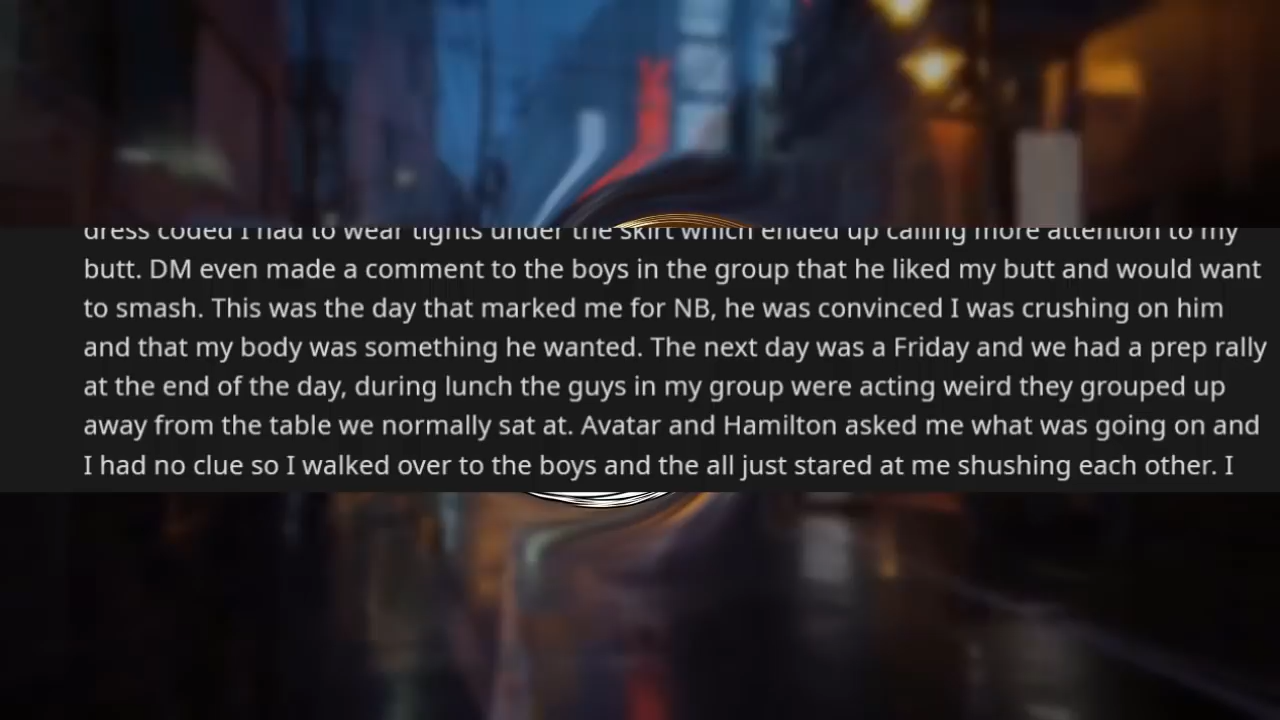 dress coded I had to wear tights under the skirt which ended up calling more attention to my
butt. DM even made a comment to the boys in the group that he liked my butt and would want
to smash. This was the day that marked me for NB, he was convinced I was crushing on him
and that my body was something he wanted. The next day was a Friday and we had a prep rally
at the end of the day, during lunch the guys in my group were acting weird they grouped up
away from the table we normally sat at. Avatar and Hamilton asked me what was going on and
I had no clue so I walked over to the boys and the all just stared at me shushing each other. I